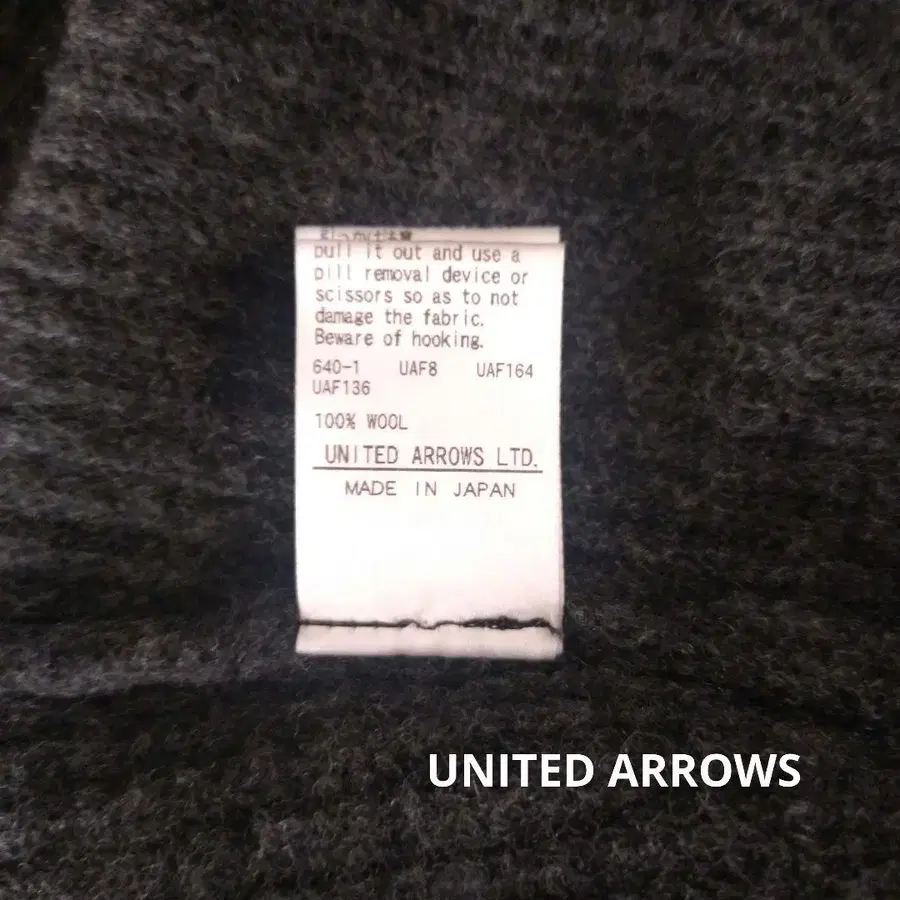 pull it out and use a
pill removal device or
scissors so as to not
damage the fabric.
Beware of hooking.
640-1 UAF8 UAF164
UAF136
100% WOOL
UNITED ARROWS LTD.
MADE IN JAPAN
UNITED ARROWS